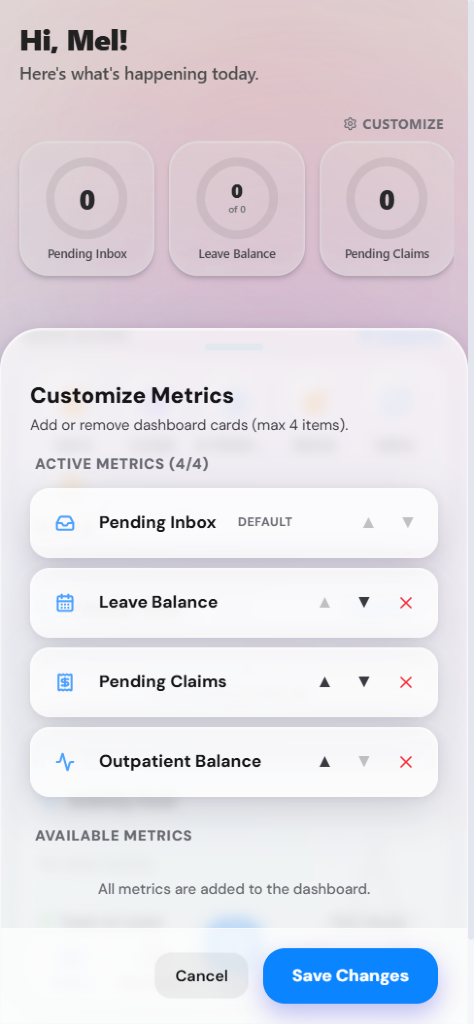 Hi, Mel!
Here's what's happening today.
CUSTOMIZE
0
Pending Inbox
0
of 0
Leave Balance
0
Pending Claims
Customize Metrics
Add or remove dashboard cards (max 4 items).
ACTIVE METRICS (4/4)
Pending Inbox DEFAULT ▲ ▼
Leave Balance ▲ ▼
Pending Claims ▲ ▼
Outpatient Balance ▲ ▼
AVAILABLE METRICS
All metrics are added to the dashboard.
Cancel
Save Changes